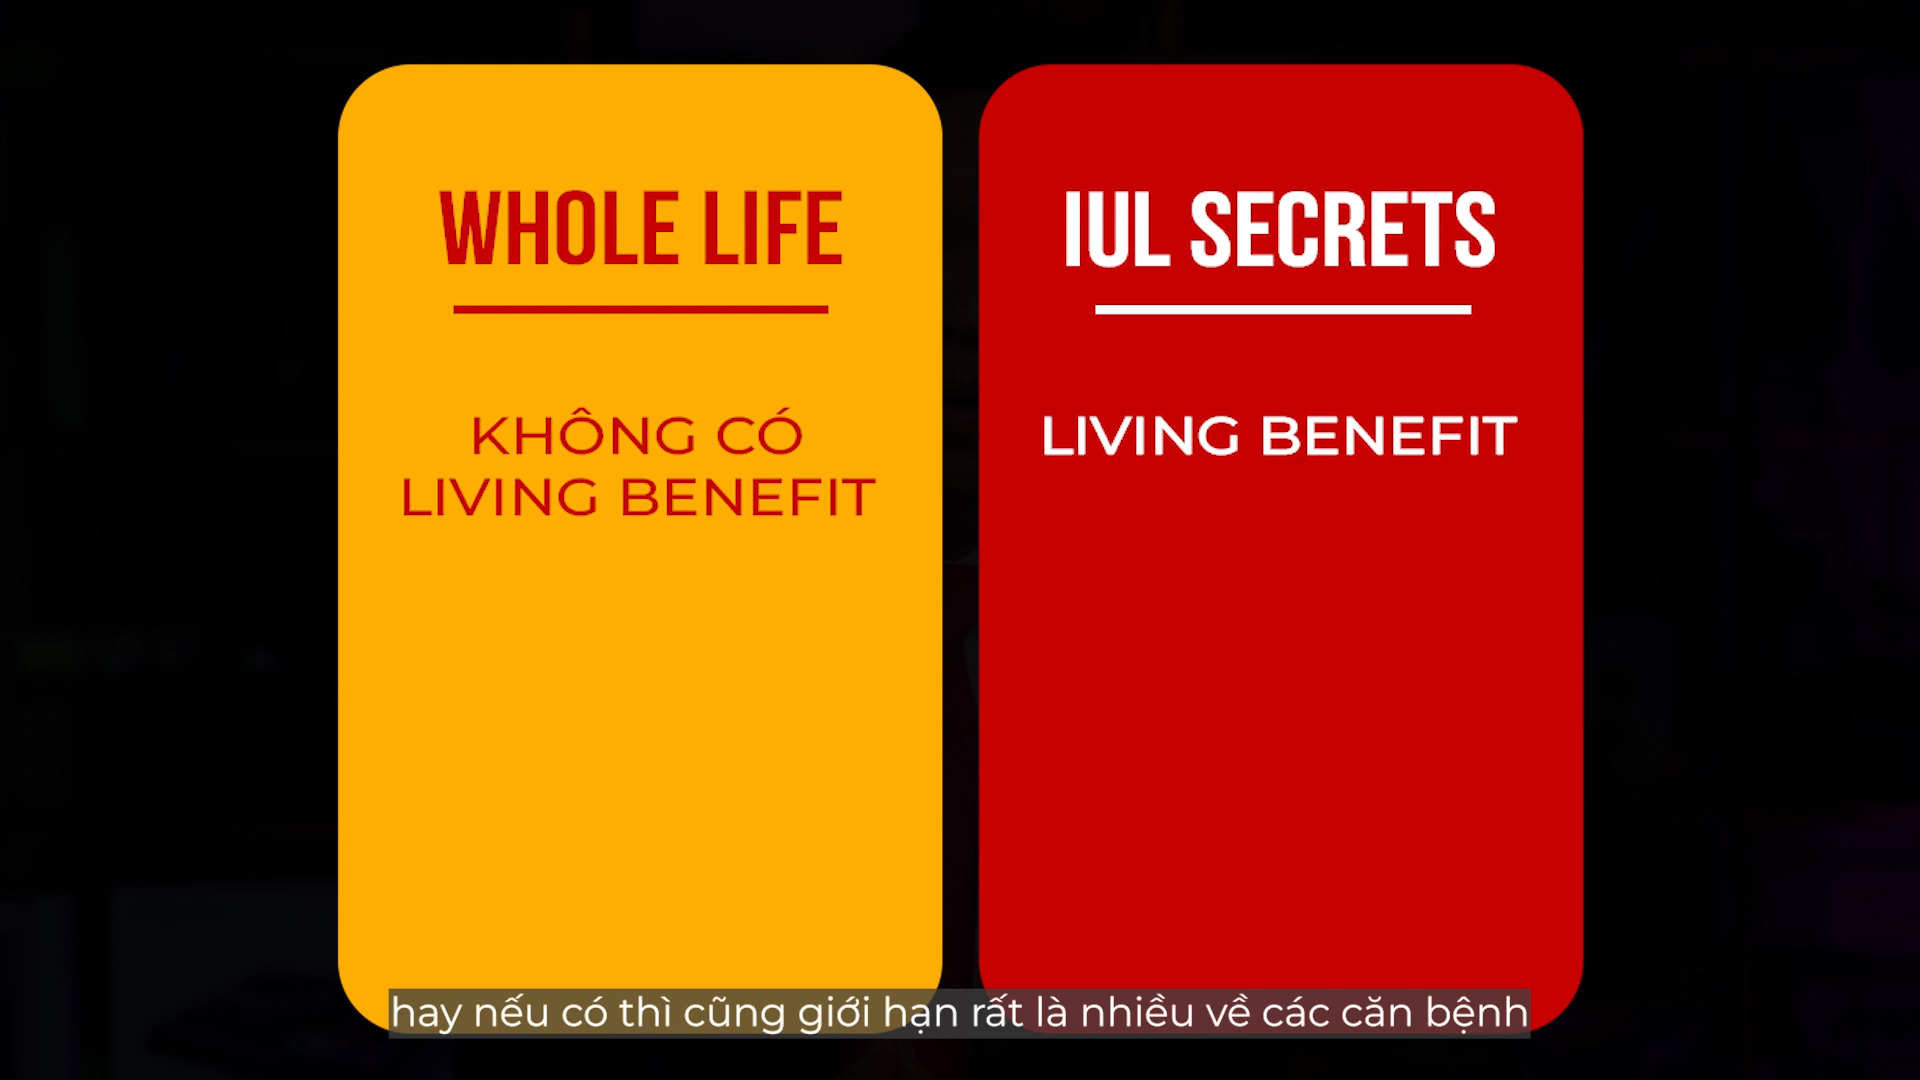 WHOLE LIFE
KHÔNG CÓ
LIVING BENEFIT
IUL SECRETS
LIVING BENEFIT
hay nếu có thì cũng giới hạn rất là nhiều về các căn bệnh